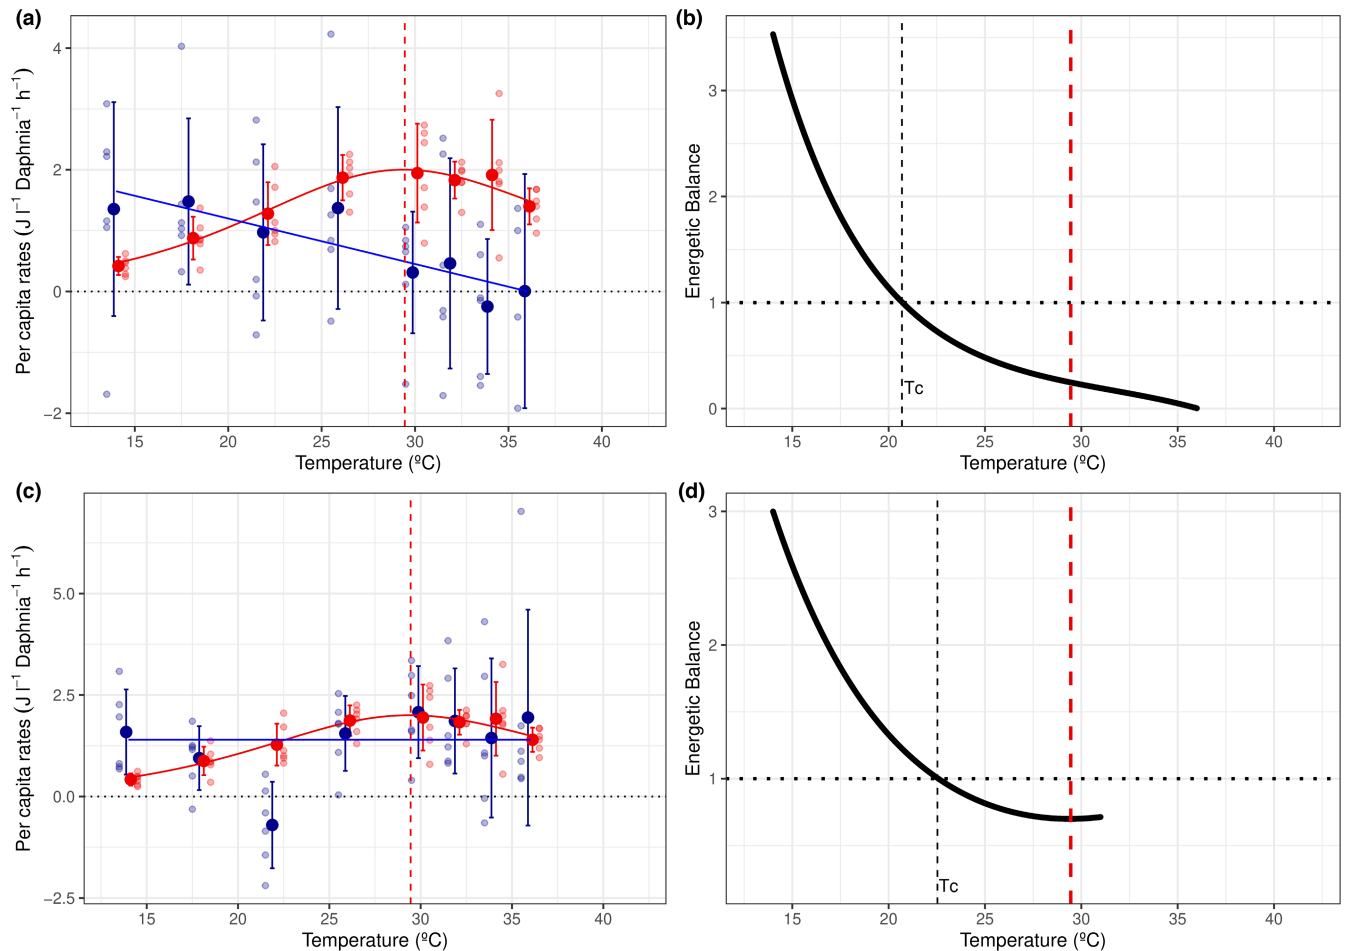 (a)
Per capita rates (J l⁻¹ Daphnia⁻¹ h⁻¹)
4
2
0
−2
15 20 25 30 35 40
Temperature (ºC)
(b)
Energetic Balance
3
2
1
0
Tc
15 20 25 30 35 40
Temperature (ºC)
(c)
Per capita rates (J l⁻¹ Daphnia⁻¹ h⁻¹)
5.0
2.5
0.0
−2.5
15 20 25 30 35 40
Temperature (ºC)
(d)
Energetic Balance
3
2
1
Tc
15 20 25 30 35 40
Temperature (ºC)